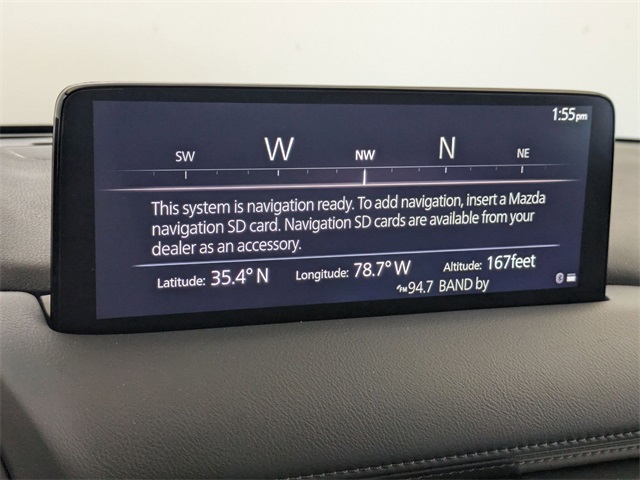 1:55pm
SW W NW N NE
This system is navigation ready. To add navigation, insert a Mazda
navigation SD card. Navigation SD cards are available from your
dealer as an accessory.
Latitude: 35.4° N Longitude: 78.7° W Altitude: 167feet
FM 94.7 BAND by